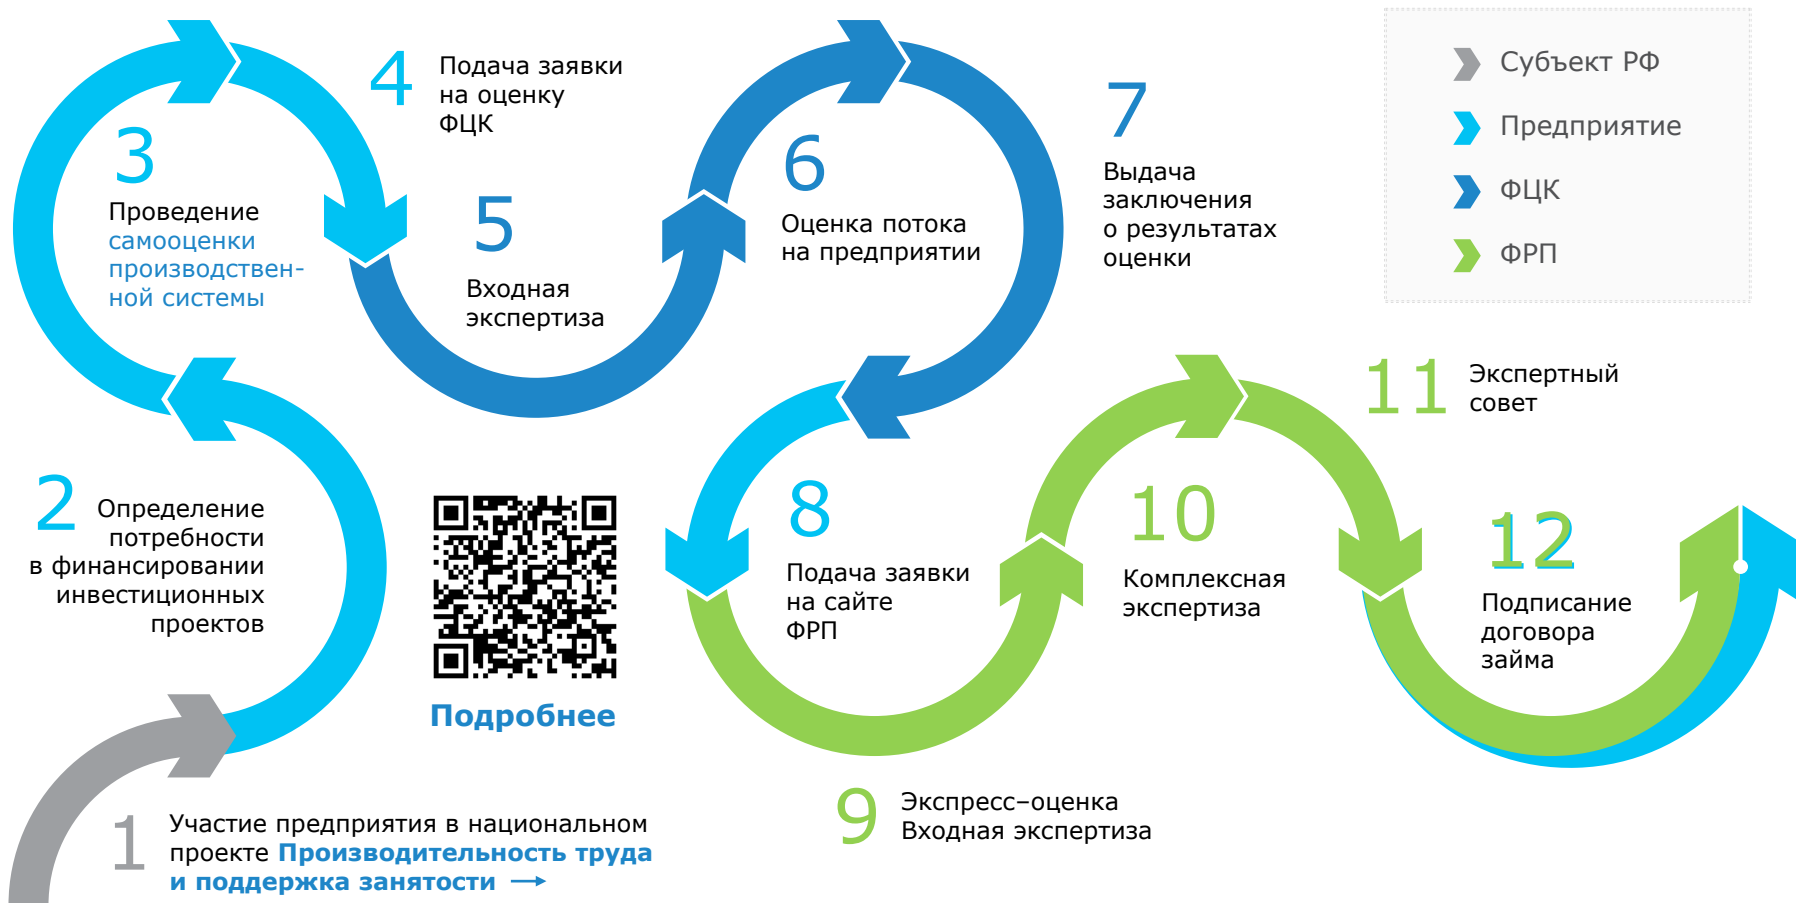 1
Участие предприятия в национальном
проекте Производительность труда
и поддержка занятости →
2
Определение
потребности
в финансировании
инвестиционных
проектов
3
Проведение
самооценки
производствен-
ной системы
4
Подача заявки
на оценку
ФЦК
5
Входная
экспертиза
6
Оценка потока
на предприятии
7
Выдача
заключения
о результатах
оценки
8
Подача заявки
на сайте
ФРП
9
Экспресс–оценка
Входная экспертиза
10
Комплексная
экспертиза
11
Экспертный
совет
12
Подписание
договора
займа
Подробнее
Субъект РФ
Предприятие
ФЦК
ФРП